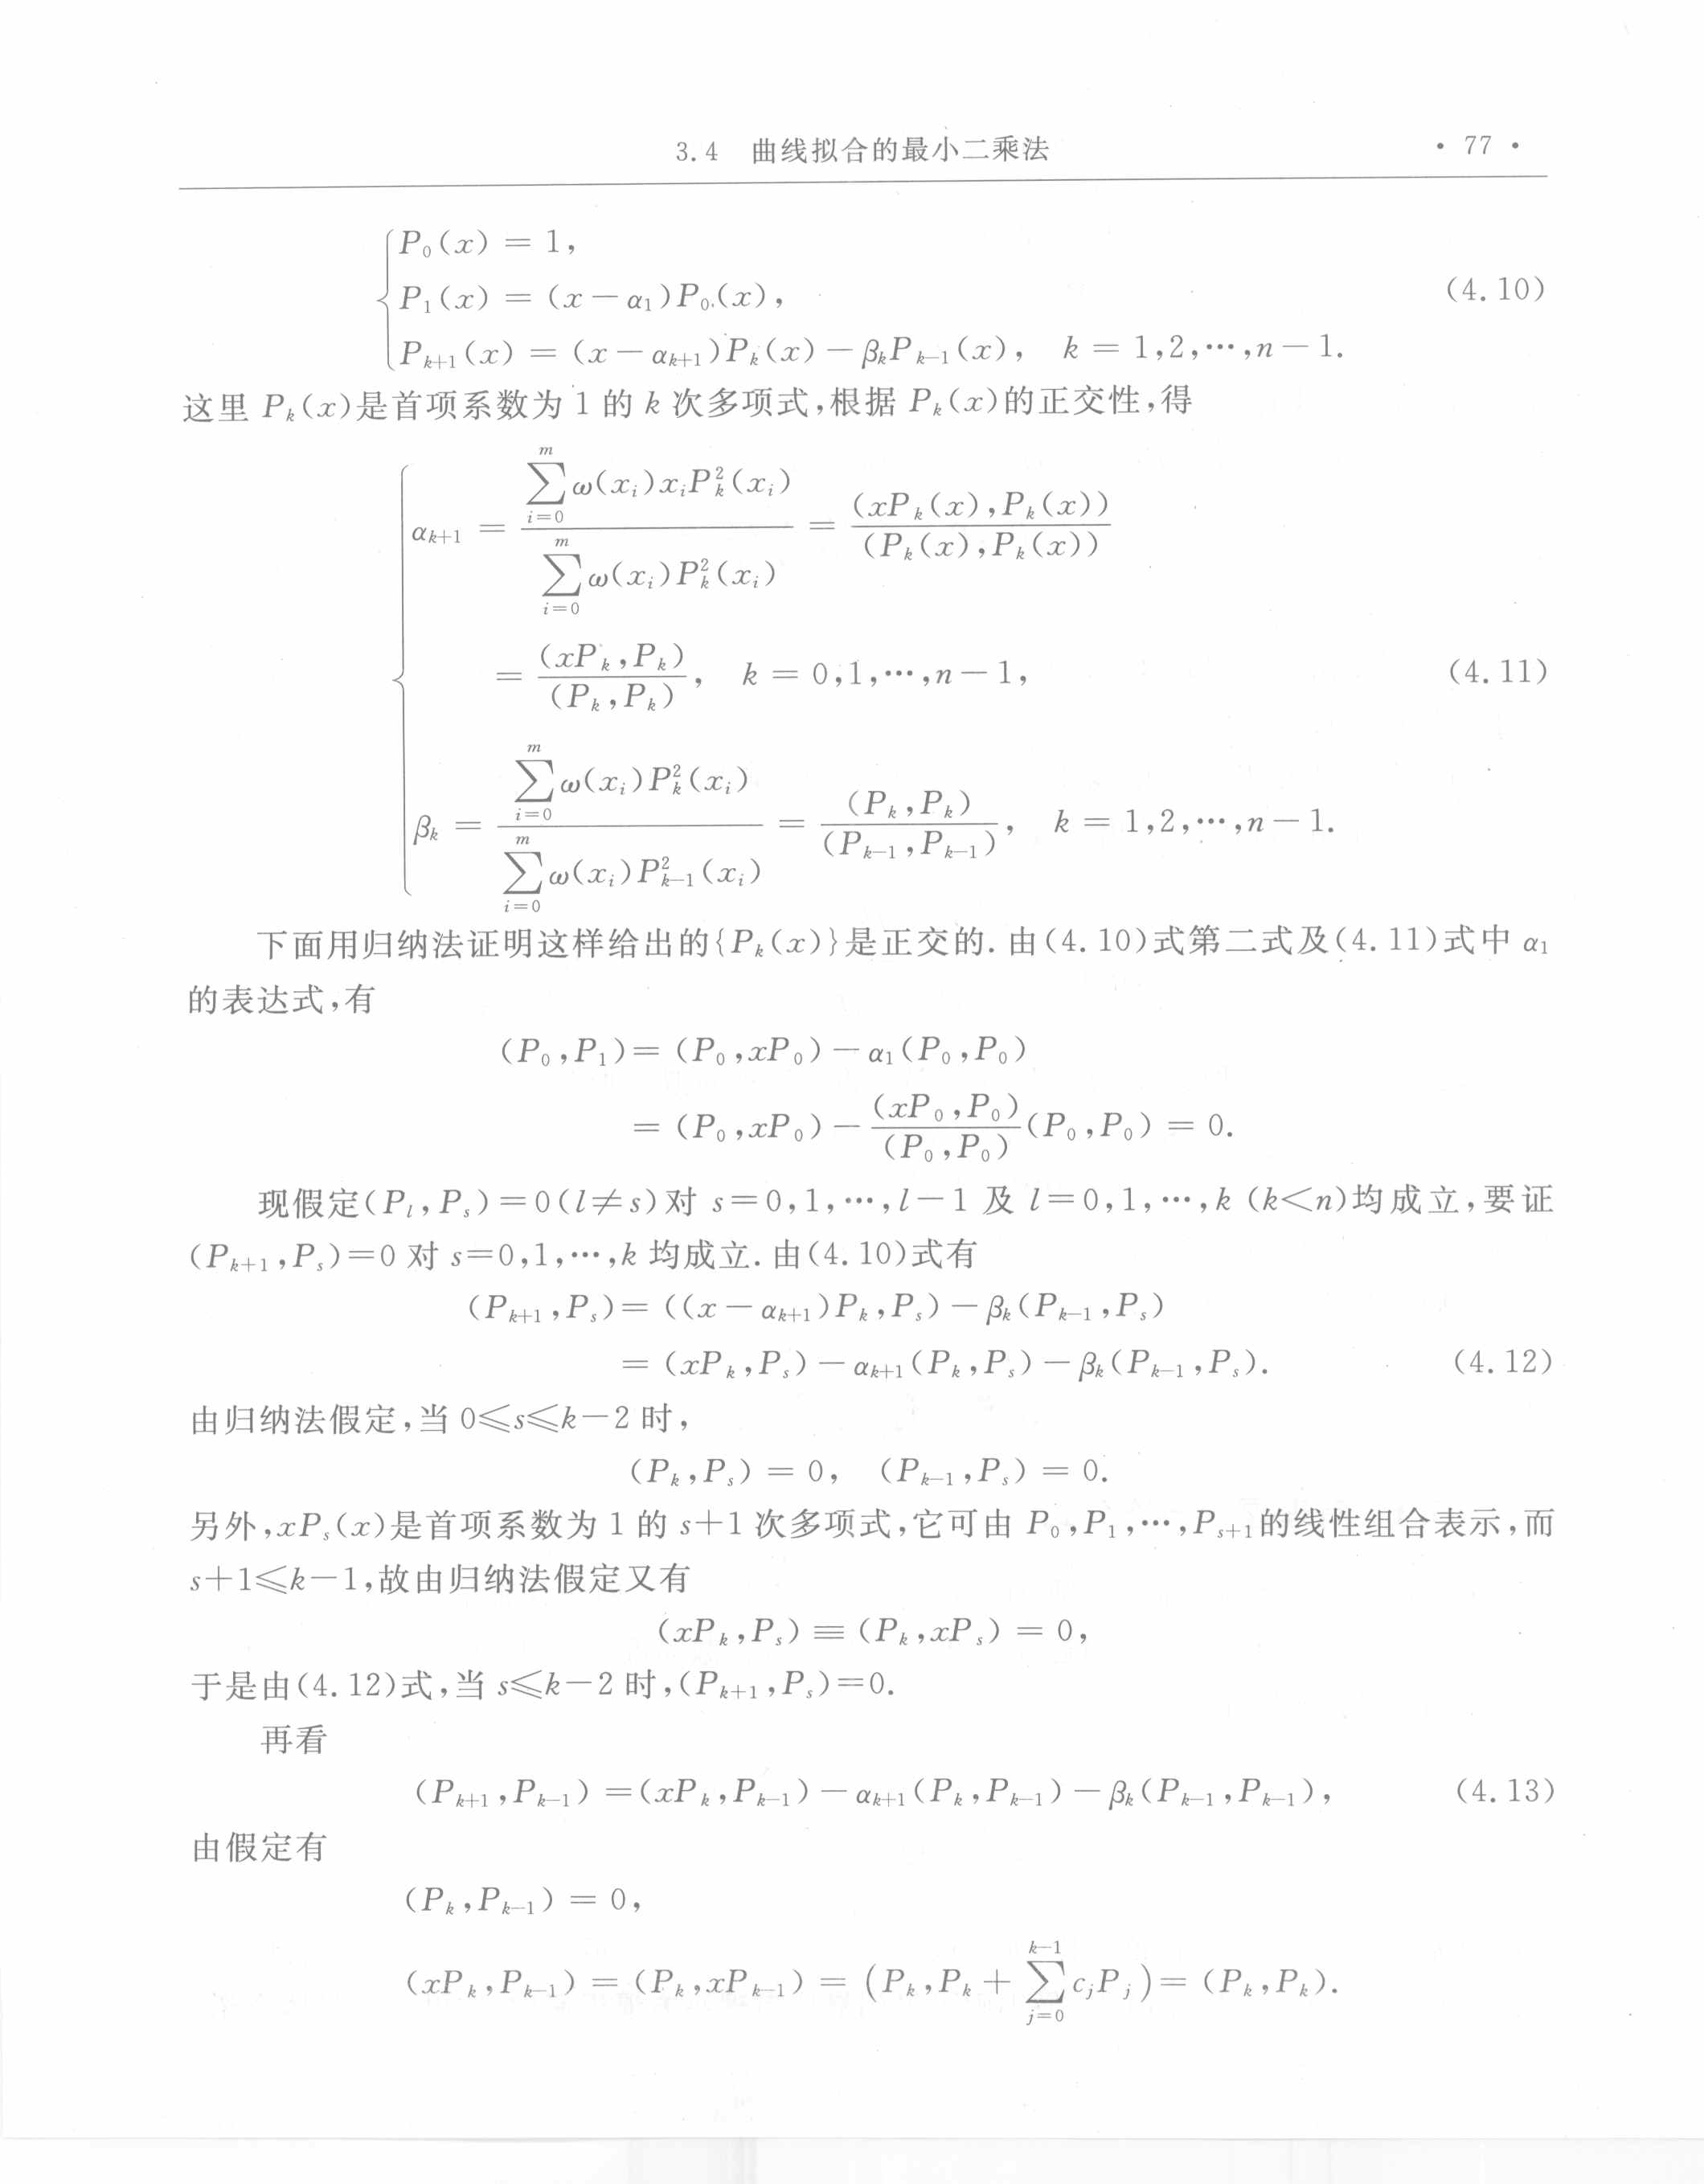 3.4 曲线拟合的最小二乘法 · 77 ·
$$\begin{cases} P_0(x) = 1, \\ P_1(x) = (x-\alpha_1)P_0(x), \\ P_{k+1}(x) = (x-\alpha_{k+1})P_k(x) - \beta_k P_{k-1}(x), \quad k = 1,2,\cdots,n-1. \end{cases} \quad (4.10)$$
这里 $P_k(x)$是首项系数为 1 的 $k$ 次多项式,根据 $P_k(x)$的正交性,得
$$\begin{cases} \alpha_{k+1} = \dfrac{\sum\limits_{i=0}^{m}\omega(x_i)x_iP_k^2(x_i)}{\sum\limits_{i=0}^{m}\omega(x_i)P_k^2(x_i)} = \dfrac{(xP_k(x),P_k(x))}{(P_k(x),P_k(x))} \\ \quad = \dfrac{(xP_k,P_k)}{(P_k,P_k)}, \quad k = 0,1,\cdots,n-1, \\ \beta_k = \dfrac{\sum\limits_{i=0}^{m}\omega(x_i)P_k^2(x_i)}{\sum\limits_{i=0}^{m}\omega(x_i)P_{k-1}^2(x_i)} = \dfrac{(P_k,P_k)}{(P_{k-1},P_{k-1})}, \quad k = 1,2,\cdots,n-1. \end{cases} \quad (4.11)$$
下面用归纳法证明这样给出的$\{P_k(x)\}$是正交的. 由(4.10)式第二式及(4.11)式中 $\alpha_1$
的表达式,有
$$(P_0,P_1) = (P_0,xP_0) - \alpha_1(P_0,P_0)$$
$$= (P_0,xP_0) - \frac{(xP_0,P_0)}{(P_0,P_0)}(P_0,P_0) = 0.$$
现假定$(P_l,P_s)=0(l\neq s)$对 $s=0,1,\cdots,l-1$ 及 $l=0,1,\cdots,k$ $(k<n)$均成立,要证
$(P_{k+1},P_s)=0$ 对 $s=0,1,\cdots,k$ 均成立. 由(4.10)式有
$$(P_{k+1},P_s) = ((x-\alpha_{k+1})P_k,P_s) - \beta_k(P_{k-1},P_s)$$
$$= (xP_k,P_s) - \alpha_{k+1}(P_k,P_s) - \beta_k(P_{k-1},P_s). \quad (4.12)$$
由归纳法假定,当 $0\leqslant s\leqslant k-2$ 时,
$$(P_k,P_s) = 0, \quad (P_{k-1},P_s) = 0.$$
另外,$xP_s(x)$是首项系数为 1 的 $s+1$ 次多项式,它可由 $P_0,P_1,\cdots,P_{s+1}$的线性组合表示,而
$s+1\leqslant k-1$,故由归纳法假定又有
$$(xP_k,P_s) \equiv (P_k,xP_s) = 0,$$
于是由(4.12)式,当 $s\leqslant k-2$ 时,$(P_{k+1},P_s)=0$.
再看
$$(P_{k+1},P_{k-1}) = (xP_k,P_{k-1}) - \alpha_{k+1}(P_k,P_{k-1}) - \beta_k(P_{k-1},P_{k-1}), \quad (4.13)$$
由假定有
$$(P_k,P_{k-1}) = 0,$$
$$(xP_k,P_{k-1}) = (P_k,xP_{k-1}) = \left(P_k,P_k + \sum_{j=0}^{k-1}c_jP_j\right) = (P_k,P_k).$$